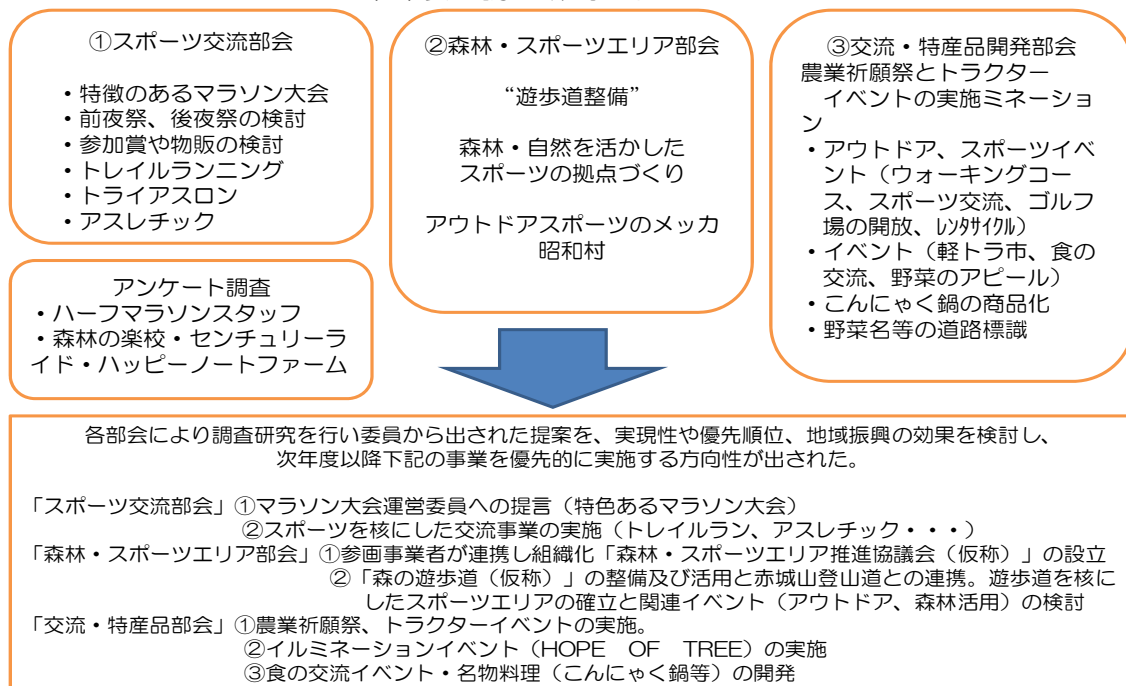 ①スポーツ交流部会
・特徴のあるマラソン大会
・前夜祭、後夜祭の検討
・参加賞や物販の検討
・トレイルランニング
・トライアスロン
・アスレチック
アンケート調査
・ハーフマラソンスタッフ
・森林の楽校・センチュリーラ
イド・ハッピーノートファーム
②森林・スポーツエリア部会
“遊歩道整備”
森林・自然を活かした
スポーツの拠点づくり
アウトドアスポーツのメッカ
昭和村
③交流・特産品開発部会
農業祈願祭とトラクター
イベントの実施ミネーショ
ン
・アウトドア、スポーツイベ
ント（ウォーキングコー
ス、スポーツ交流、ゴルフ
場の開放、ﾚﾝﾀｻｲｸﾙ）
・イベント（軽トラ市、食の
交流、野菜のアピール）
・こんにゃく鍋の商品化
・野菜名等の道路標識
各部会により調査研究を行い委員から出された提案を、実現性や優先順位、地域振興の効果を検討し、
次年度以降下記の事業を優先的に実施する方向性が出された。
「スポーツ交流部会」①マラソン大会運営委員への提言（特色あるマラソン大会）
②スポーツを核にした交流事業の実施（トレイルラン、アスレチック・・・）
「森林・スポーツエリア部会」①参画事業者が連携し組織化「森林・スポーツエリア推進協議会（仮称）」の設立
②「森の遊歩道（仮称）」の整備及び活用と赤城山登山道との連携。遊歩道を核に
したスポーツエリアの確立と関連イベント（アウトドア、森林活用）の検討
「交流・特産品部会」①農業祈願祭、トラクターイベントの実施。
②イルミネーションイベント（HOPE　OF　TREE）の実施
③食の交流イベント・名物料理（こんにゃく鍋等）の開発